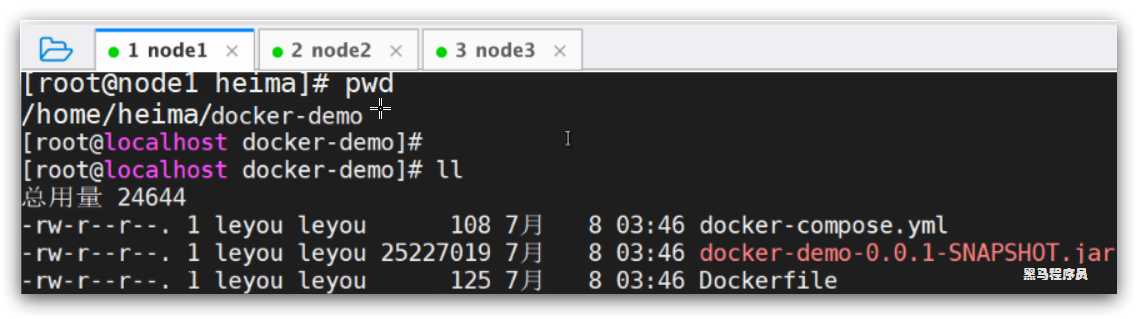 1 node1 × 2 node2 × 3 node3 ×
[root@node1 heima]# pwd
/home/heima/docker-demo
[root@localhost docker-demo]#
[root@localhost docker-demo]# ll
总用量 24644
-rw-r--r--. 1 leyou leyou      108 7月   8 03:46 docker-compose.yml
-rw-r--r--. 1 leyou leyou 25227019 7月   8 03:46 docker-demo-0.0.1-SNAPSHOT.jar
黑马程序员
-rw-r--r--. 1 leyou leyou      125 7月   8 03:46 Dockerfile